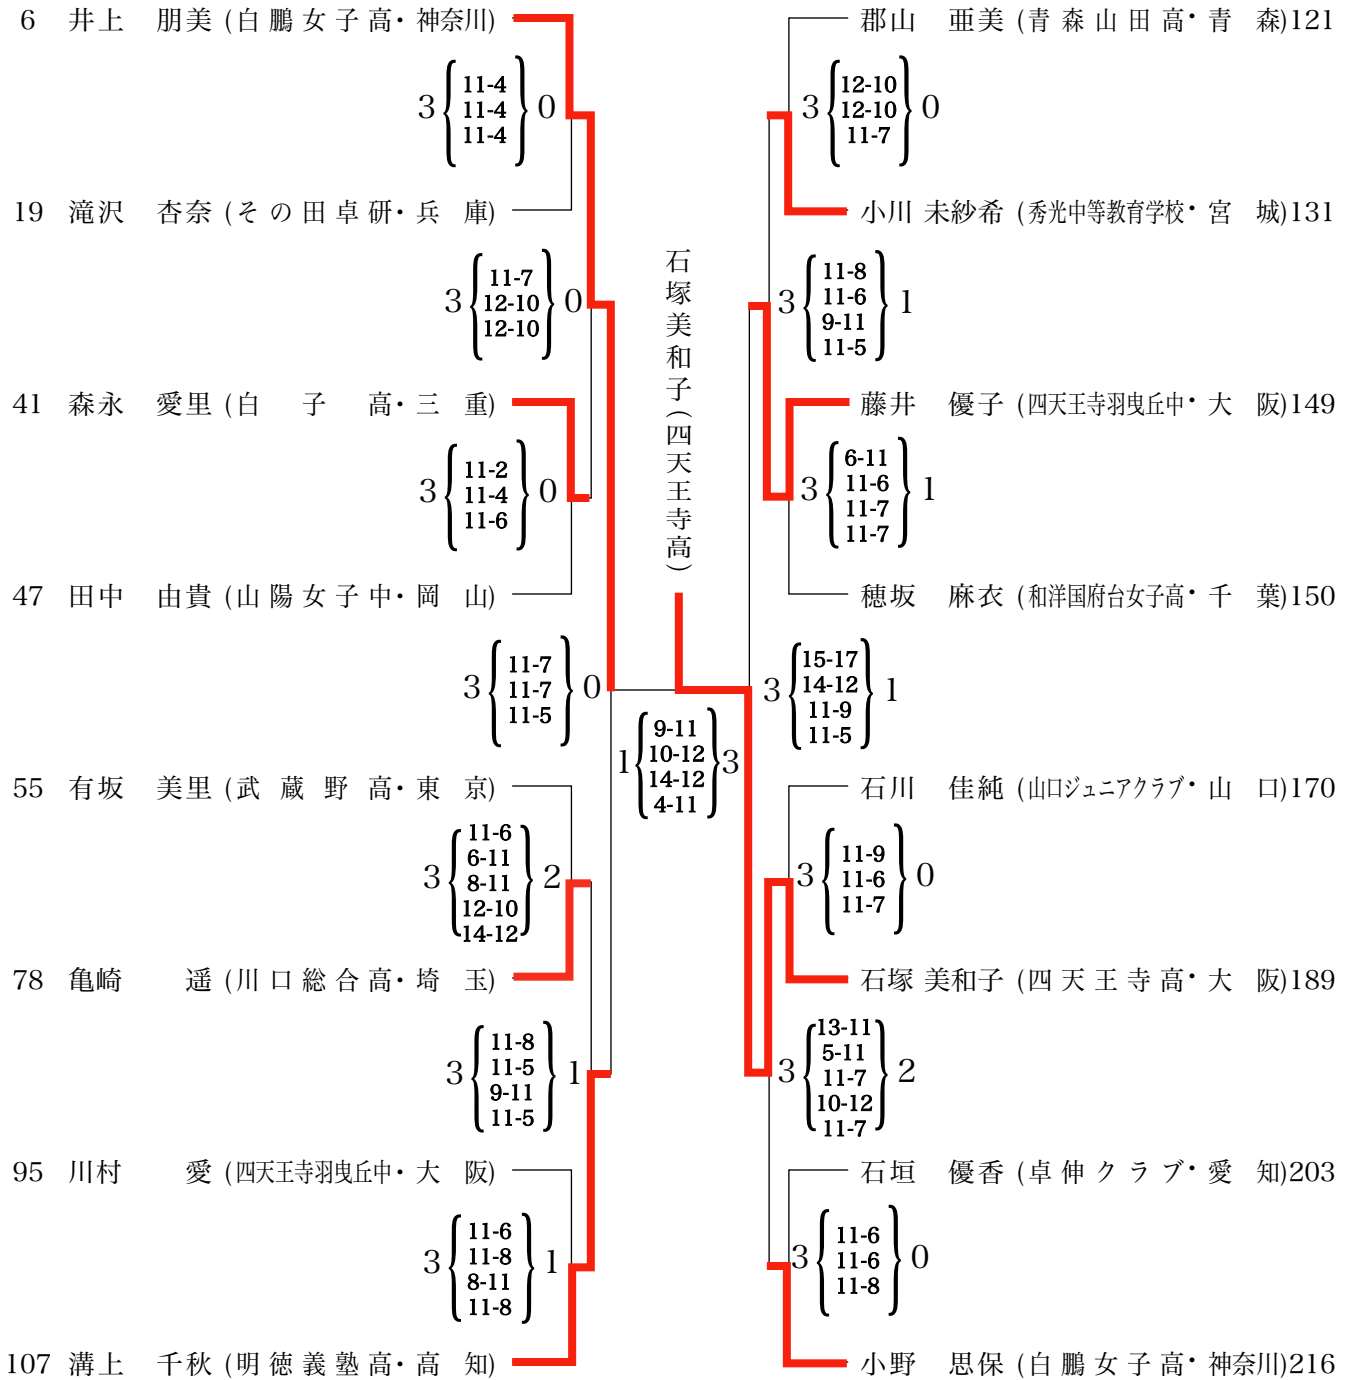 6 井上 朋美 (白鵬女子高・神奈川)
3 11-4 0
11-4
11-4
19 滝沢 杏奈 (その田卓研・兵 庫)
3 11-7 0
12-10
12-10
41 森永 愛里 (白 子 高・三 重)
3 11-2 0
11-4
11-6
47 田中 由貴 (山陽女子中・岡 山)
3 11-7 0
11-7
11-5
55 有坂 美里 (武蔵野高・東 京)
3 11-6 2
6-11
8-11
12-10
14-12
78 亀崎 遥 (川口総合高・埼 玉)
3 11-8 1
11-5
9-11
11-5
95 川村 愛 (四天王寺羽曳丘中・大 阪)
3 11-6 1
11-8
8-11
11-8
107 溝上 千秋 (明徳義塾高・高 知)
石塚美和子(四天王寺高)
1 9-11 3
10-12
14-12
4-11
郡山 亜美 (青森山田高・青 森)121
3 12-10 0
12-10
11-7
小川 未紗希 (秀光中等教育学校・宮 城)131
3 11-8 1
11-6
9-11
11-5
藤井 優子 (四天王寺羽曳丘中・大 阪)149
3 6-11 1
11-6
11-7
11-7
穂坂 麻衣 (和洋国府台女子高・千 葉)150
3 15-17 1
14-12
11-9
11-5
石川 佳純 (山口ジュニアクラブ・山 口)170
3 11-9 0
11-6
11-7
石塚 美和子 (四天王寺高・大 阪)189
3 13-11 2
5-11
11-7
10-12
11-7
石垣 優香 (卓伸クラブ・愛 知)203
3 11-6 0
11-6
11-8
小野 思保 (白鵬女子高・神奈川)216